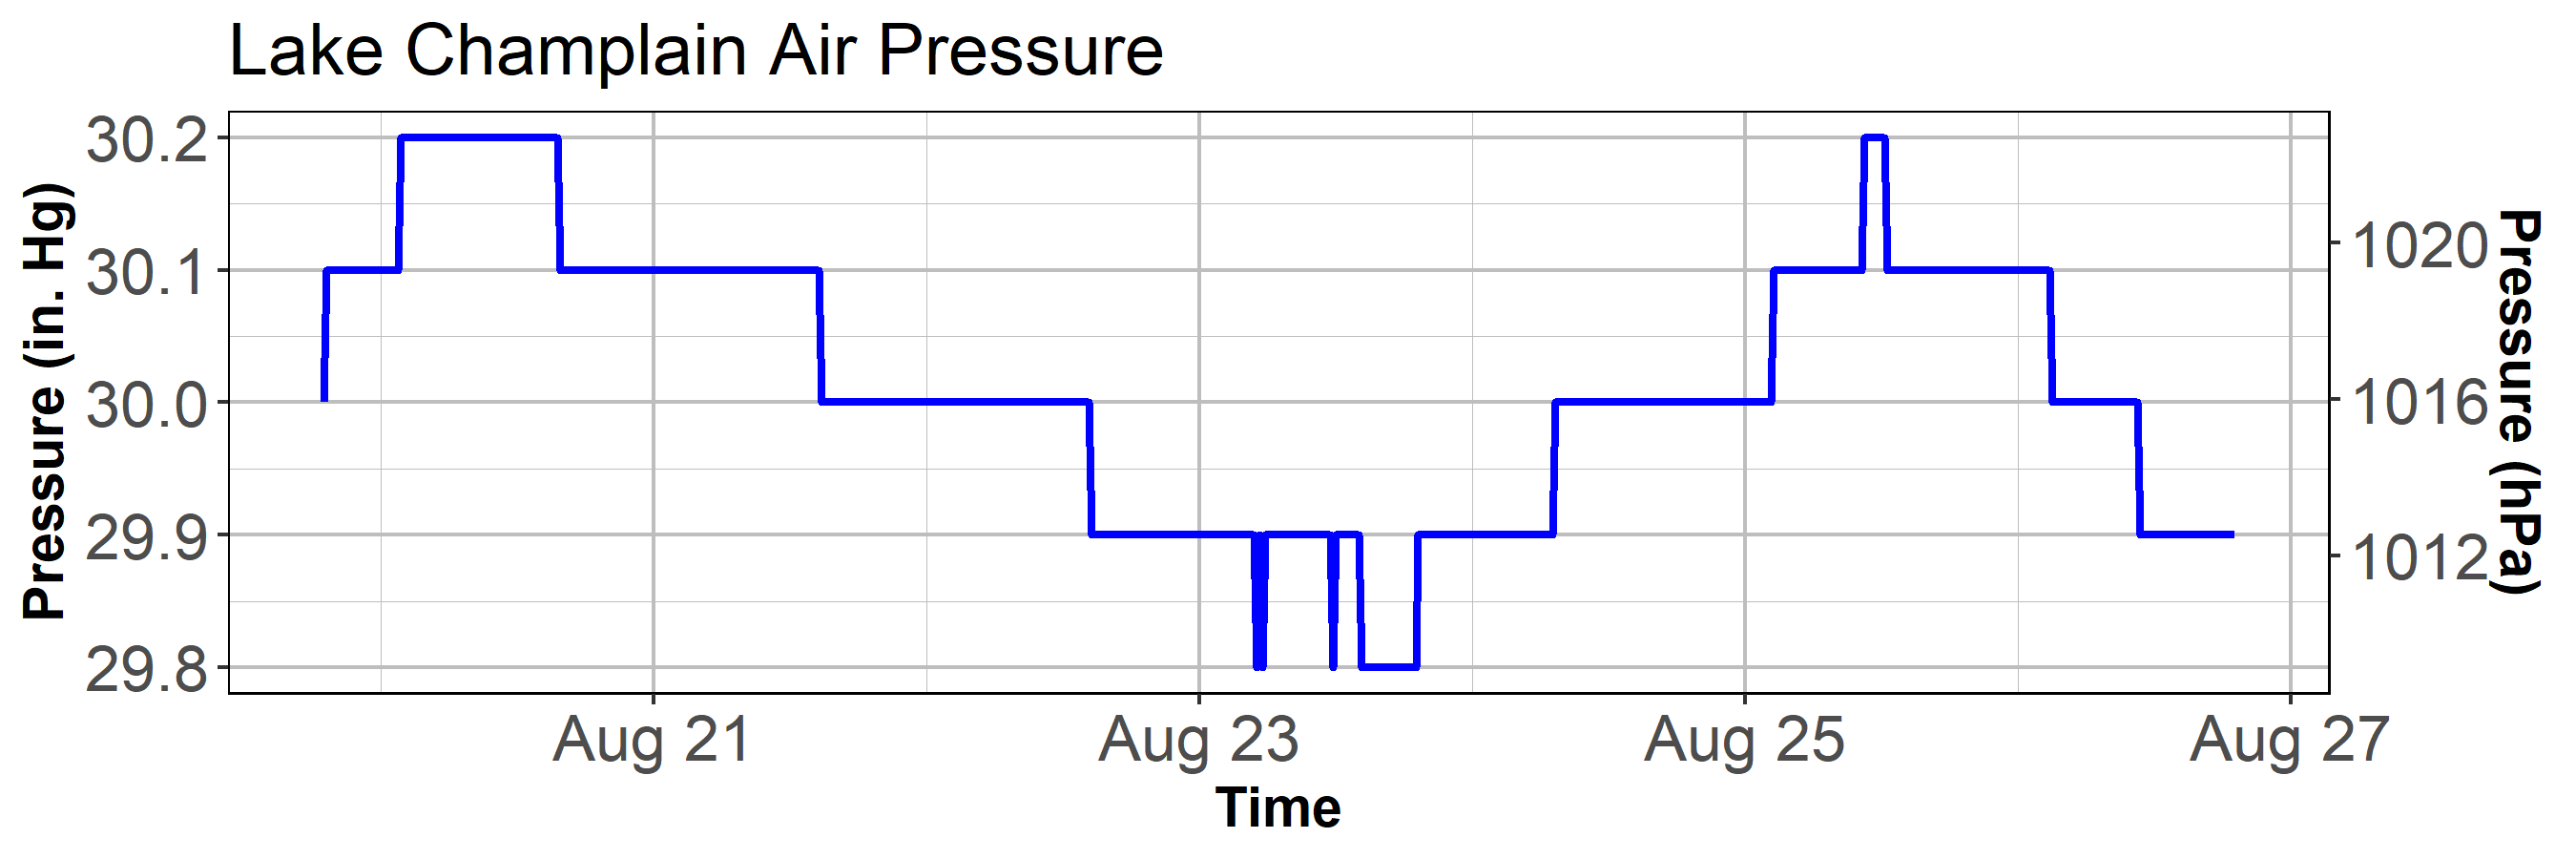 Lake Champlain Air Pressure
30.2
30.1
30.0
29.9
29.8
Pressure (in. Hg)
1020
1016
1012
Pressure (hPa)
Aug 21
Aug 23
Aug 25
Aug 27
Time